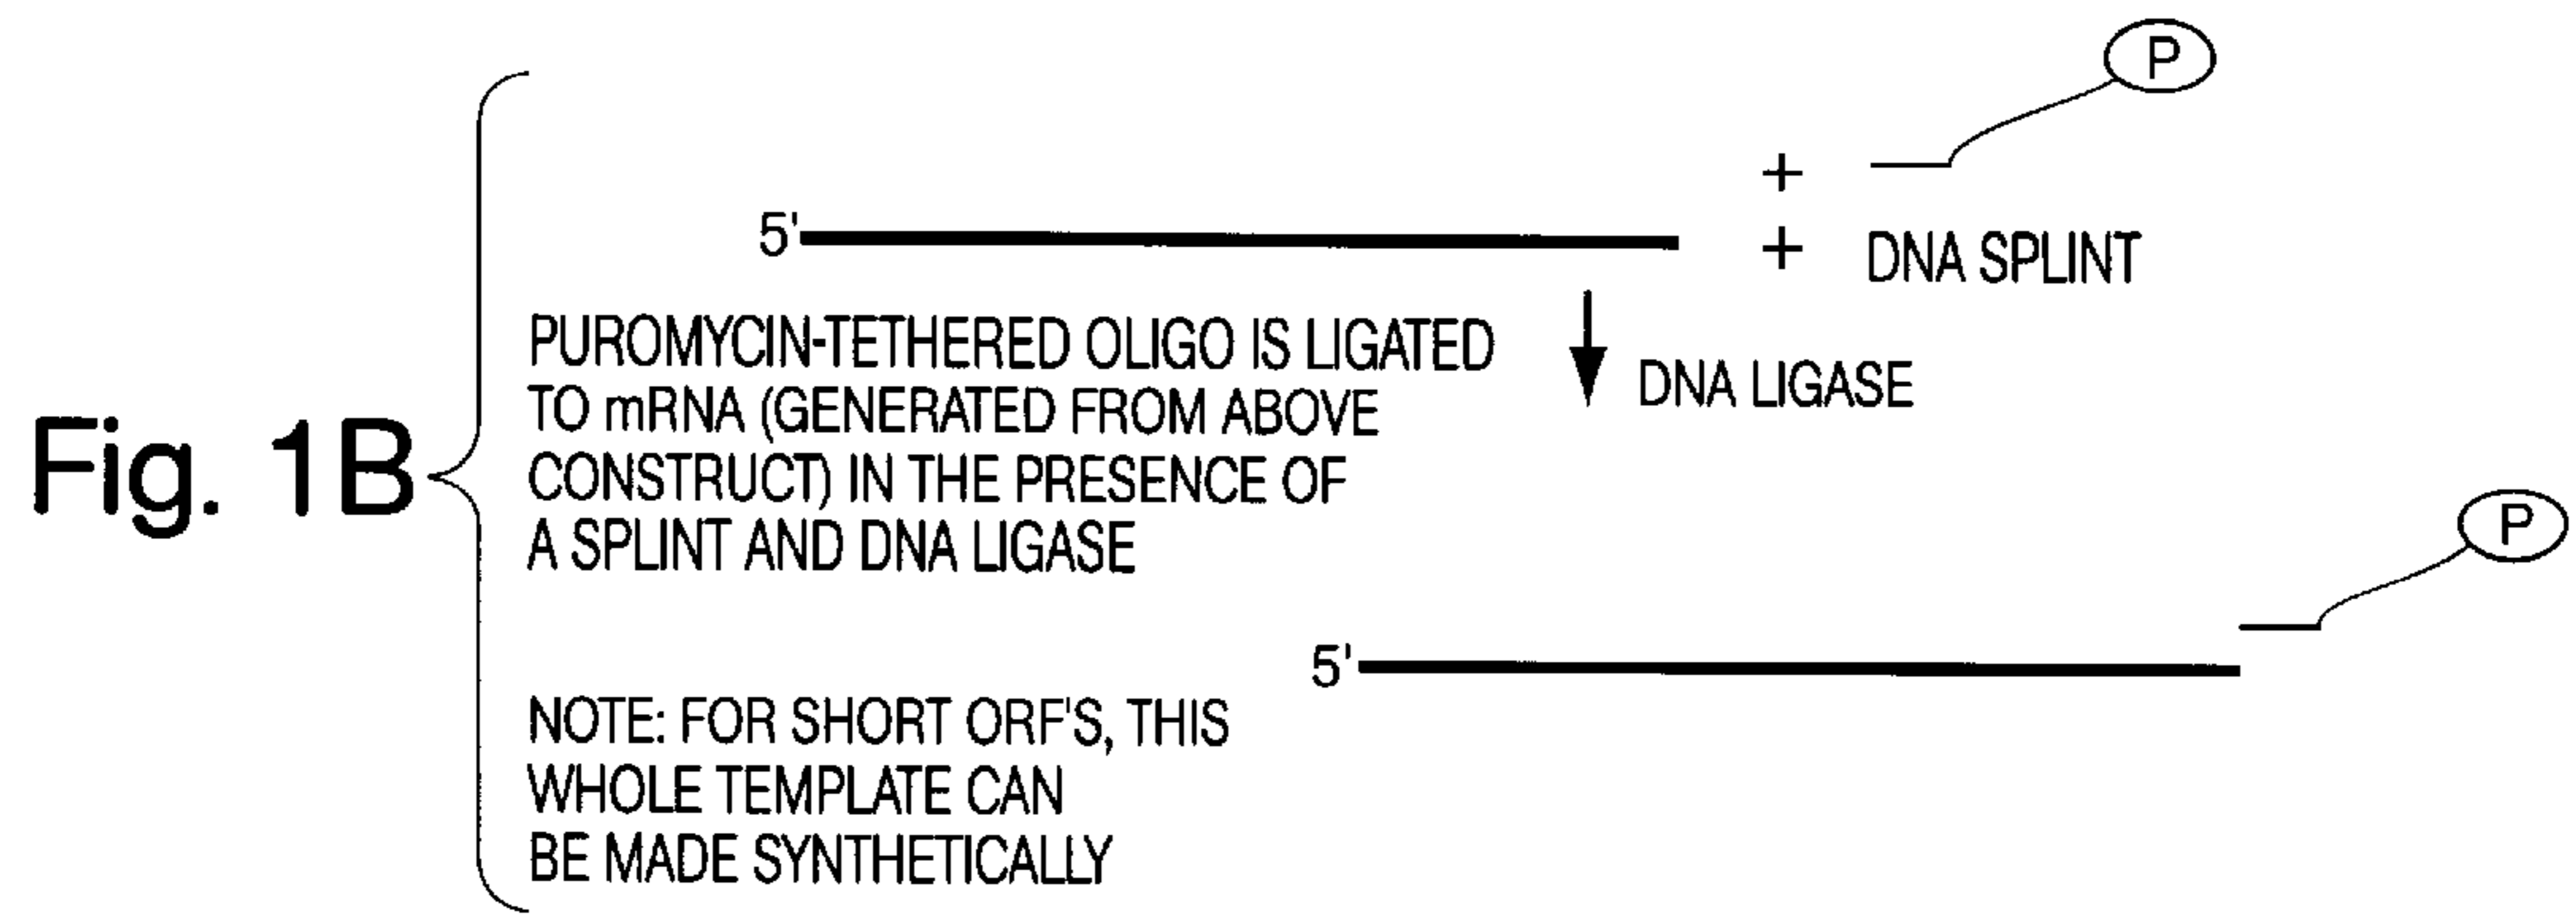 Fig. 1B
P
+
5'
+ DNA SPLINT
PUROMYCIN-TETHERED OLIGO IS LIGATED
TO mRNA (GENERATED FROM ABOVE
CONSTRUCT) IN THE PRESENCE OF
A SPLINT AND DNA LIGASE
DNA LIGASE
P
5'
NOTE: FOR SHORT ORF'S, THIS
WHOLE TEMPLATE CAN
BE MADE SYNTHETICALLY